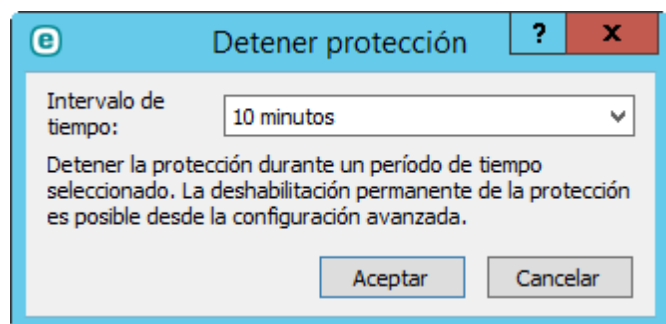 Detener protección
?
x
Intervalo de
tiempo:
10 minutos
Detener la protección durante un período de tiempo
seleccionado. La deshabilitación permanente de la protección
es posible desde la configuración avanzada.
Aceptar
Cancelar